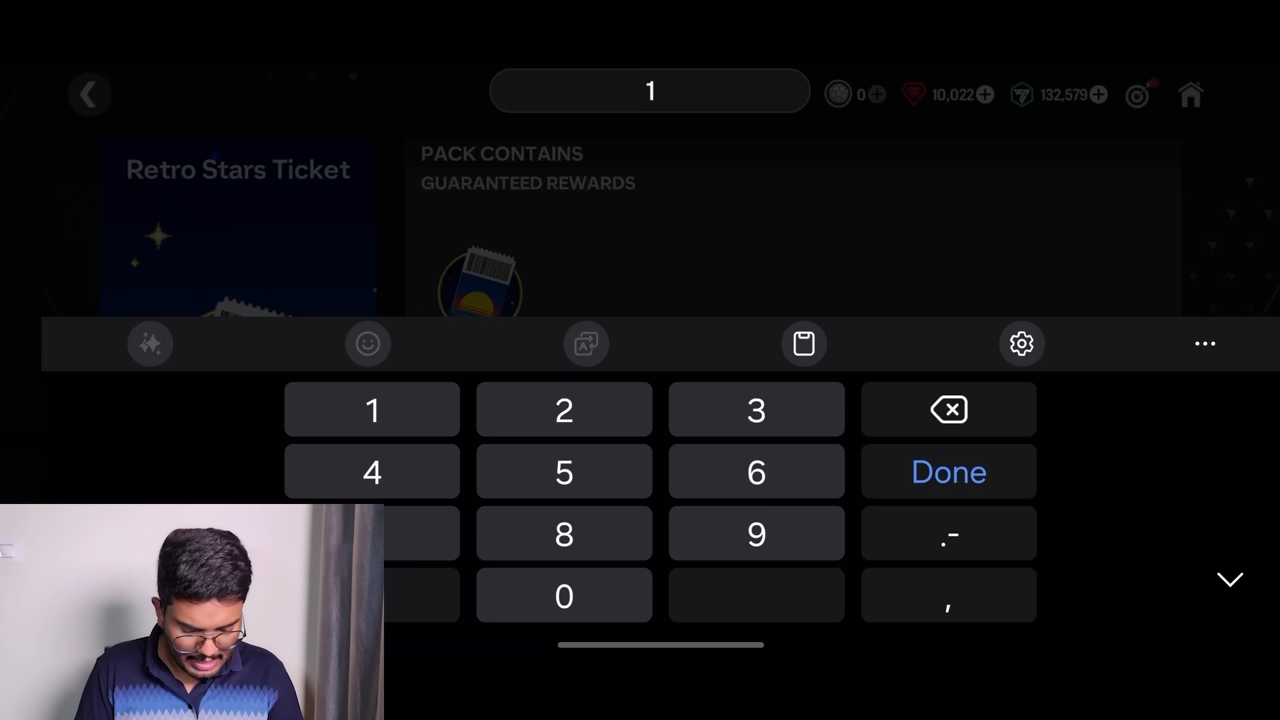 1
0
10,022
132,579
Retro Stars Ticket
PACK CONTAINS
GUARANTEED REWARDS
1 2 3
4 5 6 Done
8 9 .-
0 ,